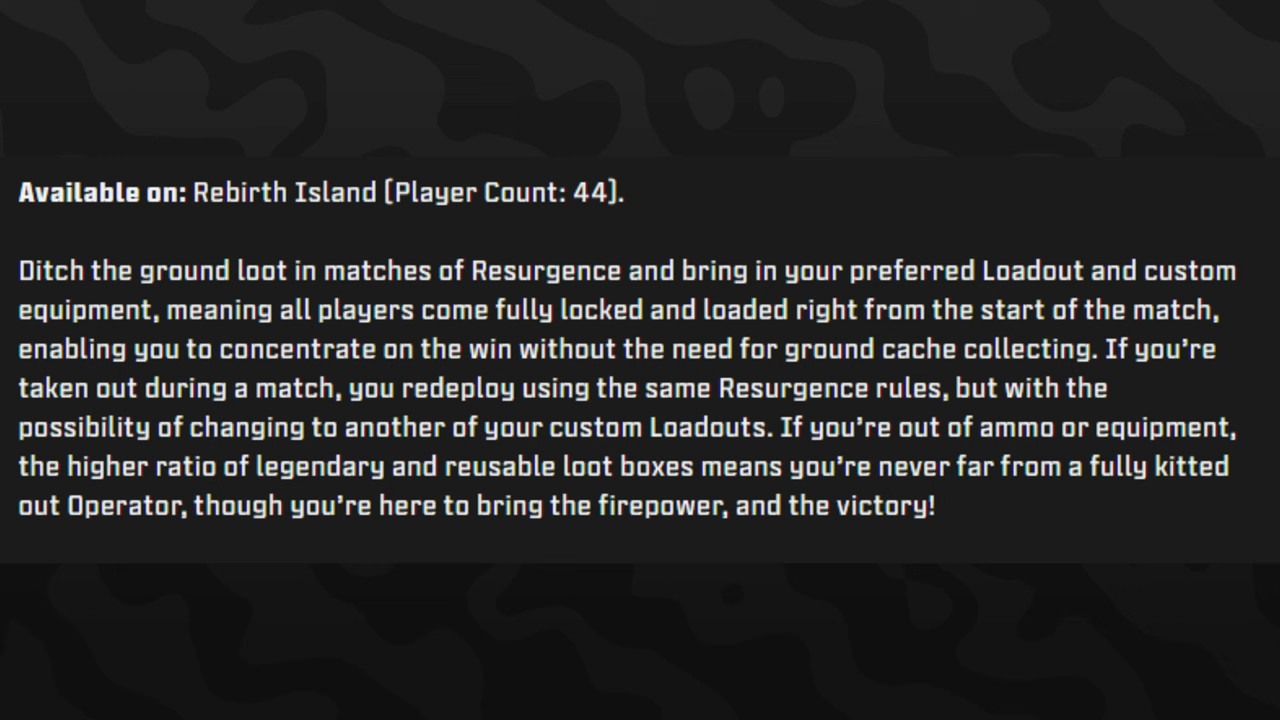 Available on: Rebirth Island (Player Count: 44).
Ditch the ground loot in matches of Resurgence and bring in your preferred Loadout and custom
equipment, meaning all players come fully locked and loaded right from the start of the match,
enabling you to concentrate on the win without the need for ground cache collecting. If you’re
taken out during a match, you redeploy using the same Resurgence rules, but with the
possibility of changing to another of your custom Loadouts. If you’re out of ammo or equipment,
the higher ratio of legendary and reusable loot boxes means you’re never far from a fully kitted
out Operator, though you’re here to bring the firepower, and the victory!